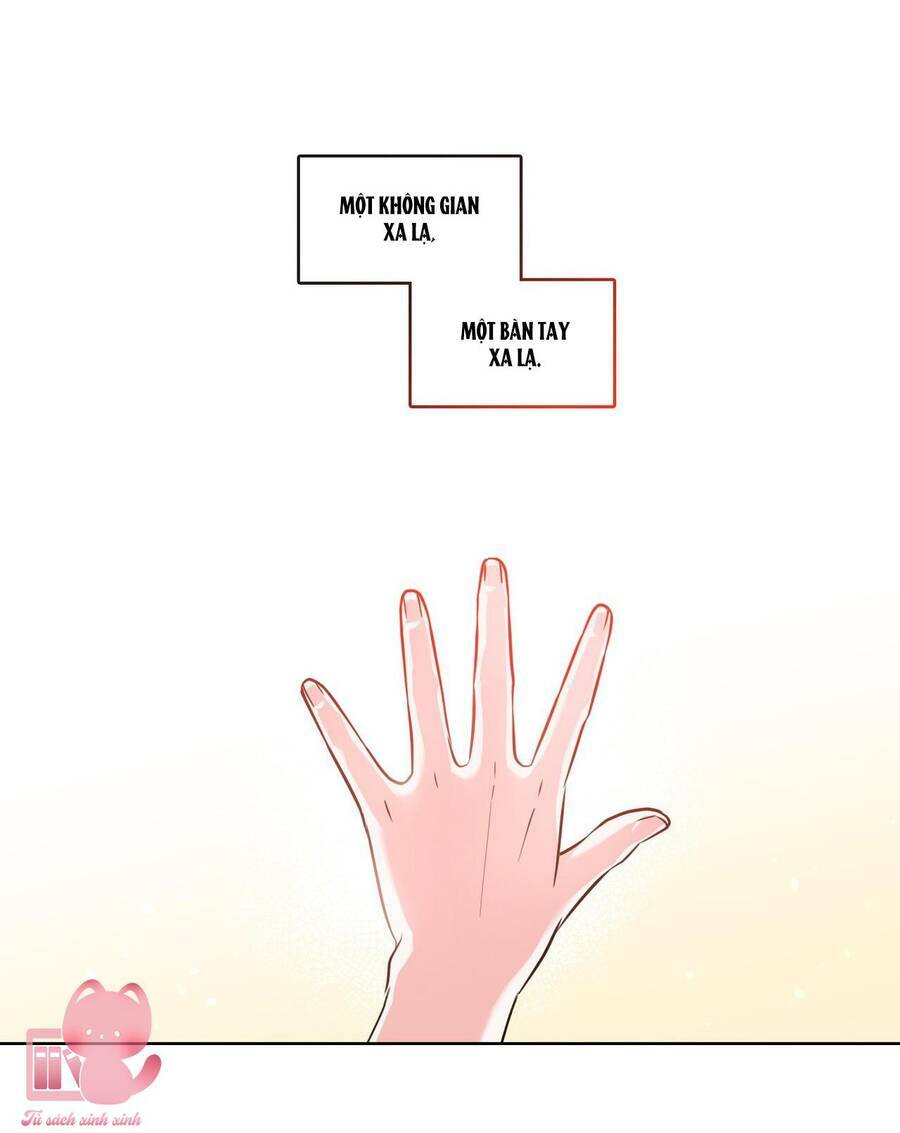 MỘT KHÔNG GIAN
XA LẠ,
MỘT BÀN TAY
XA LẠ.
Tủ sách xinh xinh